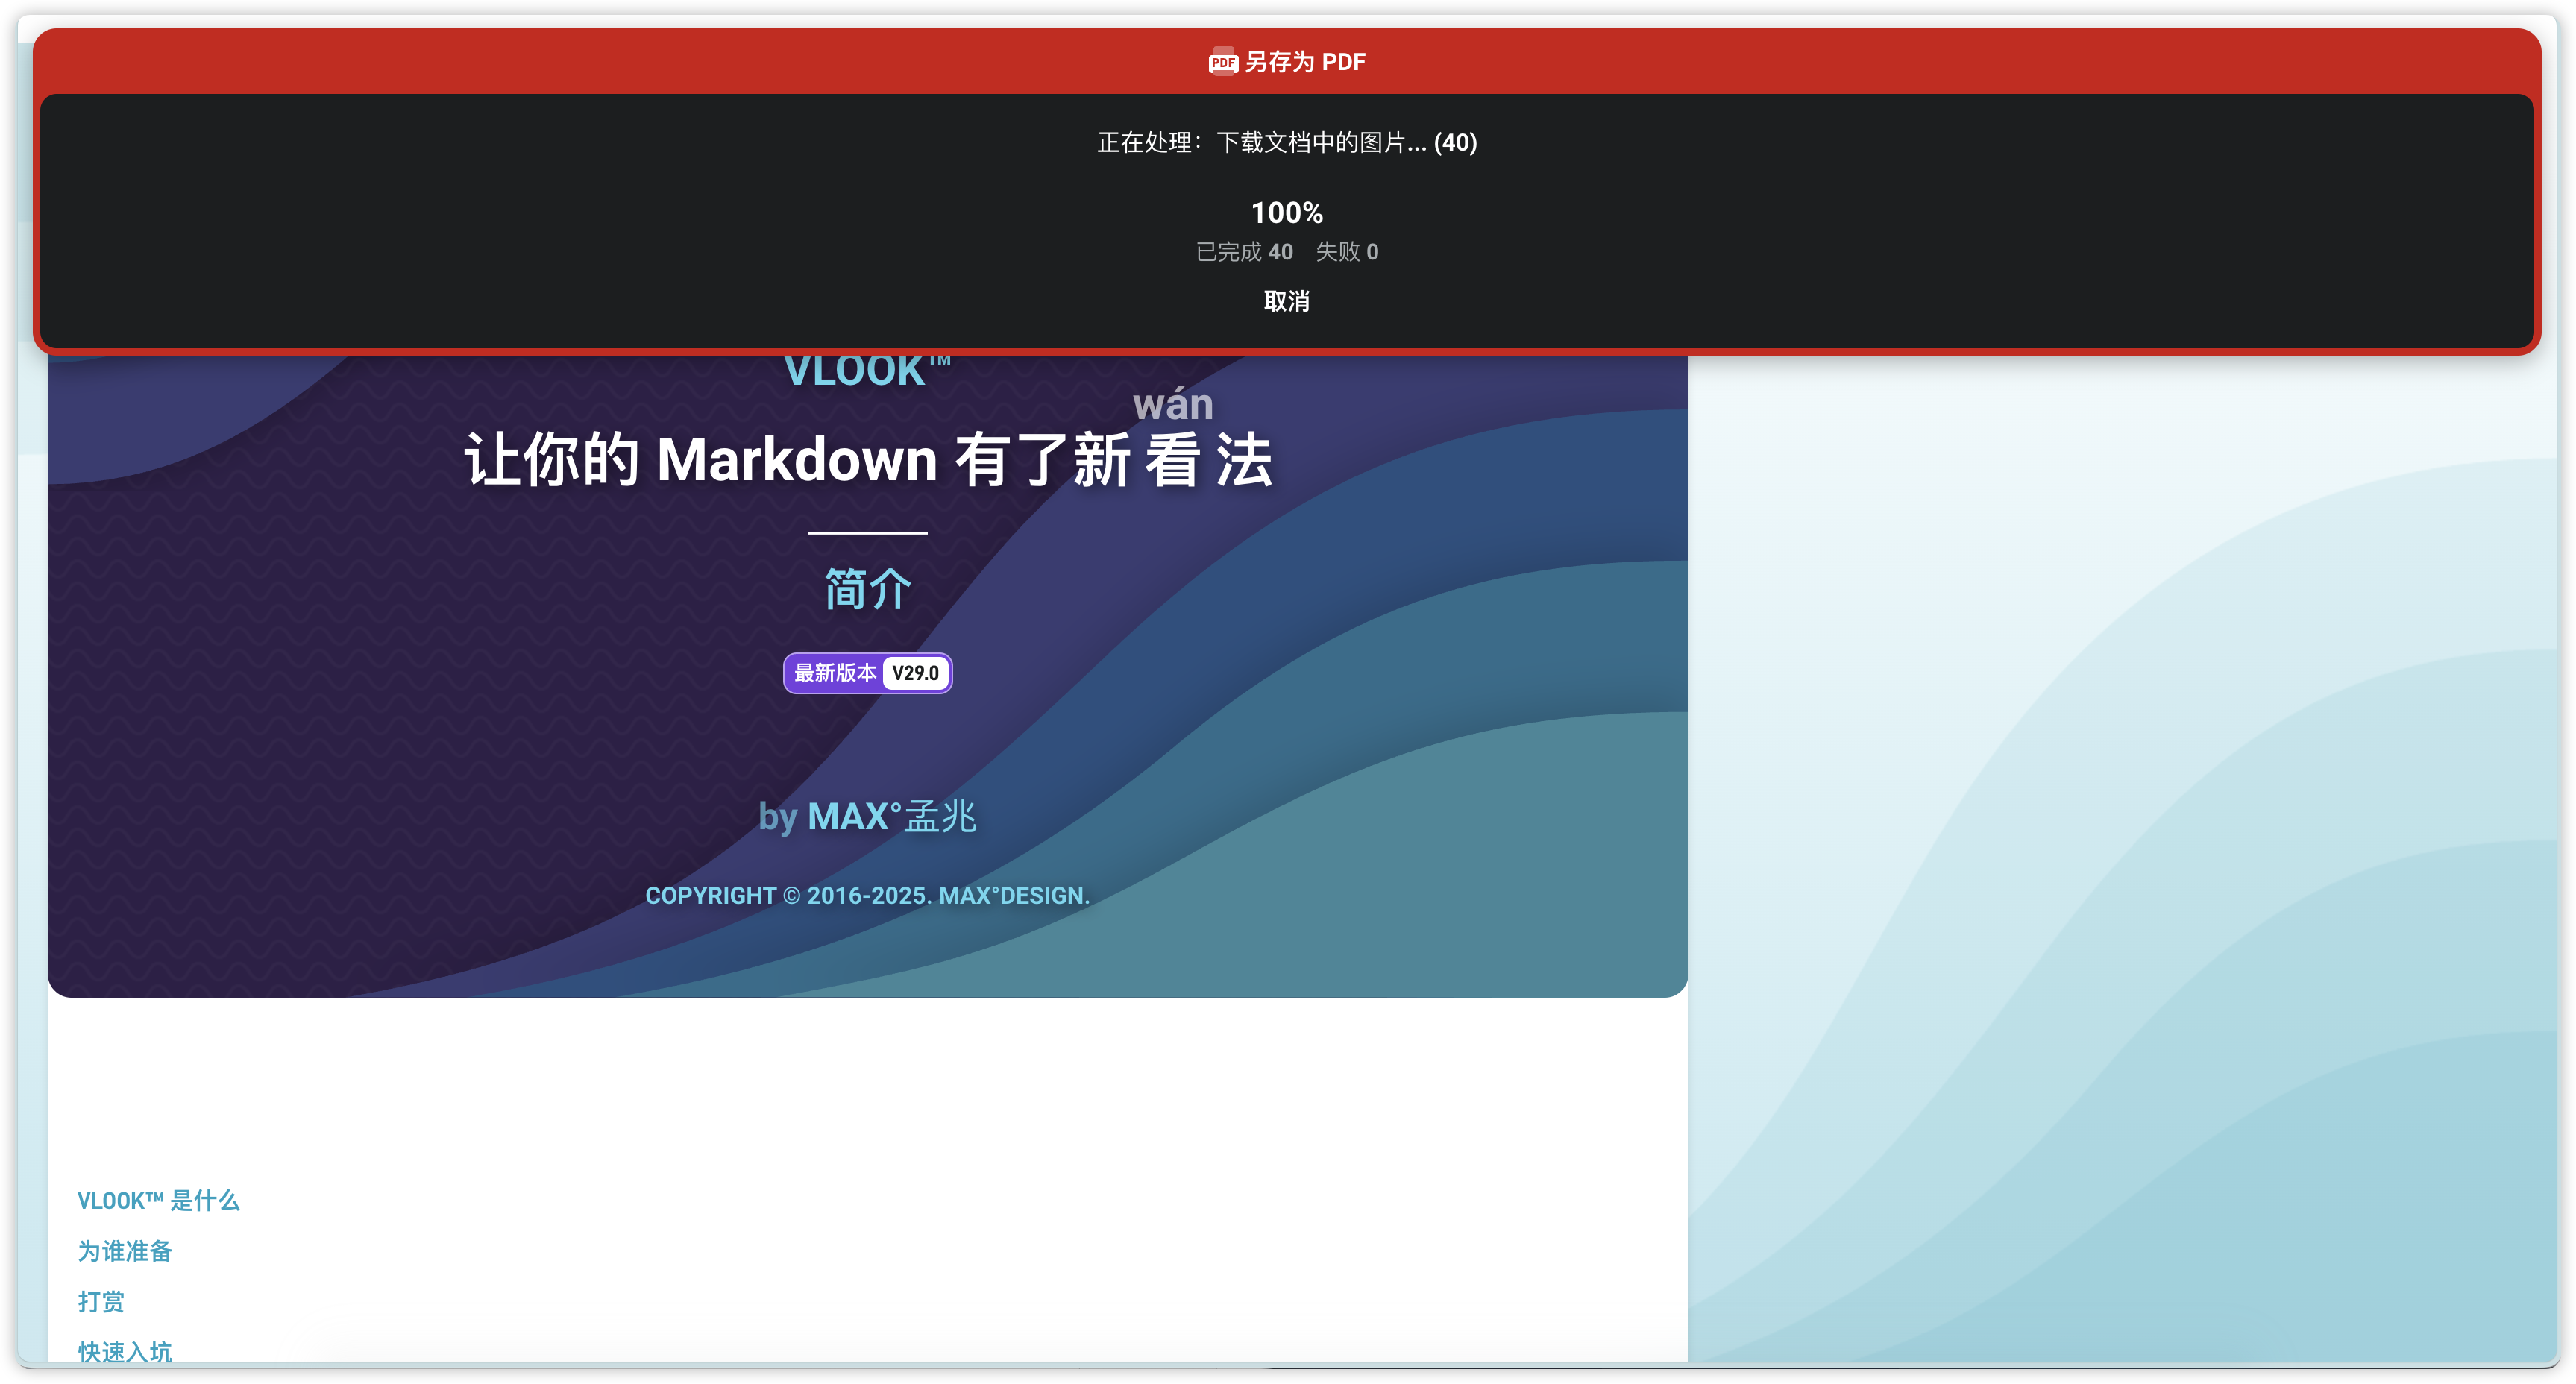 PDF 另存为 PDF
正在处理：下载文档中的图片... (40)
100%
已完成 40 失败 0
取消
VLOOK™
wán
让你的 Markdown 有了新 看 法
简介
最新版本 V29.0
by MAX°孟兆
COPYRIGHT © 2016-2025. MAX°DESIGN.
VLOOK™ 是什么
为谁准备
打赏
快速入坑